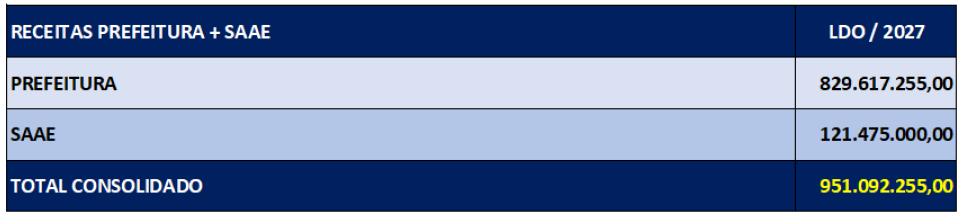 RECEITAS PREFEITURA + SAAE LDO / 2027
PREFEITURA 829.617.255,00
SAAE 121.475.000,00
TOTAL CONSOLIDADO 951.092.255,00